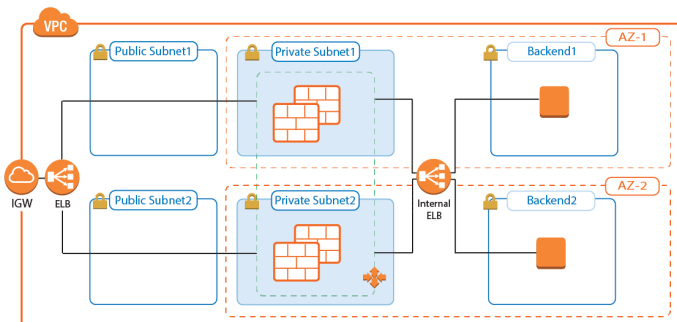 VPC
AZ-1
Public Subnet1
Private Subnet1
Backend1
IGW
ELB
Internal
ELB
AZ-2
Public Subnet2
Private Subnet2
Backend2